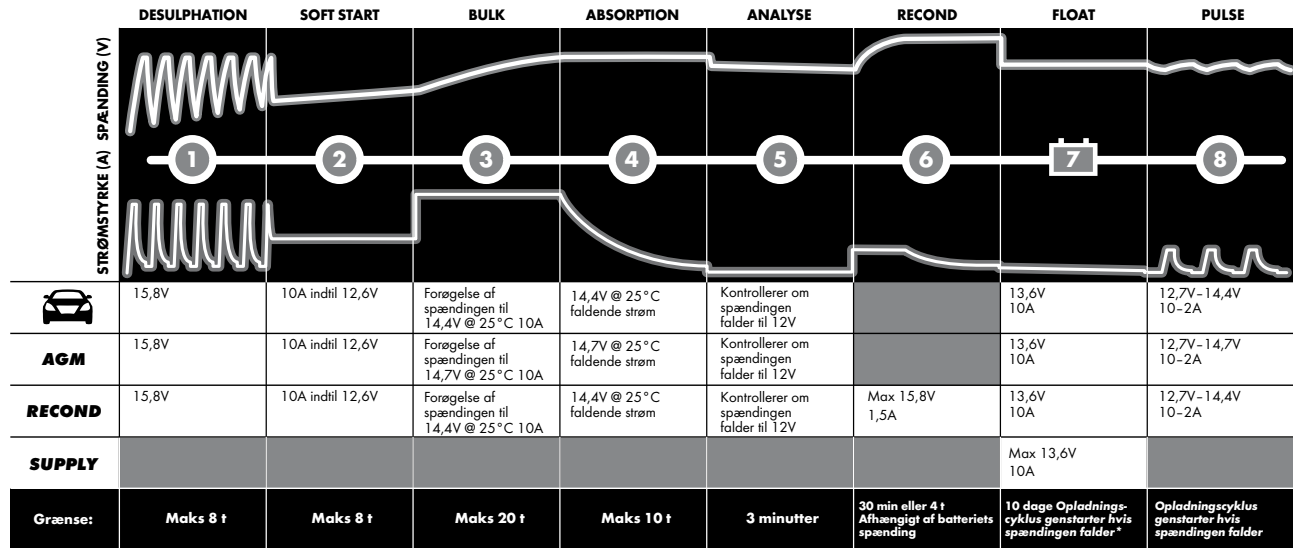 DESULPHATION SOFT START BULK ABSORPTION ANALYSE RECOND FLOAT PULSE
SPÆNDING (V)
STRØMSTYRKE (A)
1 2 3 4 5 6 7 8
15,8V
10A indtil 12,6V
Forøgelse af
spændingen til
14,4V @ 25°C 10A
14,4V @ 25°C
faldende strøm
Kontrollerer om
spændingen
falder til 12V
13,6V
10A
12,7V–14,4V
10–2A
AGM
15,8V
10A indtil 12,6V
Forøgelse af
spændingen til
14,7V @ 25°C 10A
14,7V @ 25°C
faldende strøm
Kontrollerer om
spændingen
falder til 12V
13,6V
10A
12,7V–14,7V
10–2A
RECOND
15,8V
10A indtil 12,6V
Forøgelse af
spændingen til
14,4V @ 25°C 10A
14,4V @ 25°C
faldende strøm
Kontrollerer om
spændingen
falder til 12V
Max 15,8V
1,5A
13,6V
10A
12,7V–14,4V
10–2A
SUPPLY
Max 13,6V
10A
Grænse:
Maks 8 t
Maks 8 t
Maks 20 t
Maks 10 t
3 minutter
30 min eller 4 t
Afhængigt af batteriets
spænding
10 dage Opladnings-
cyklus genstarter hvis
spændingen falder*
Opladningscyklus
genstarter hvis
spændingen falder